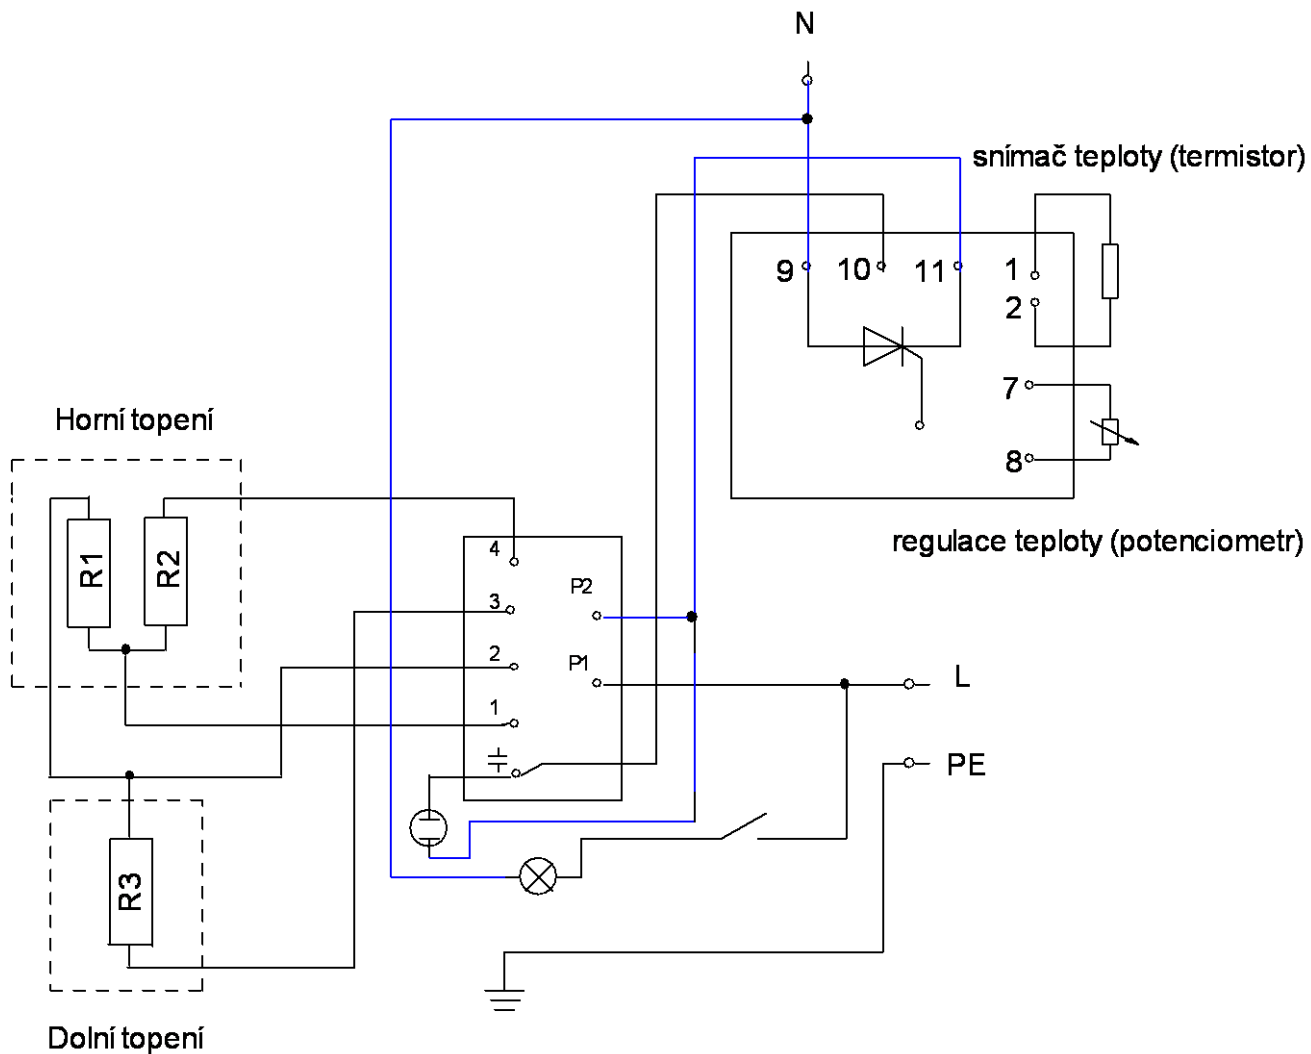 N
snímač teploty (termistor)
9 10 11 1
2
7
8
Horní topení
regulace teploty (potenciometr)
R1 R2
4
P2
3
2
P1
L
1
PE
R3
Dolní topení